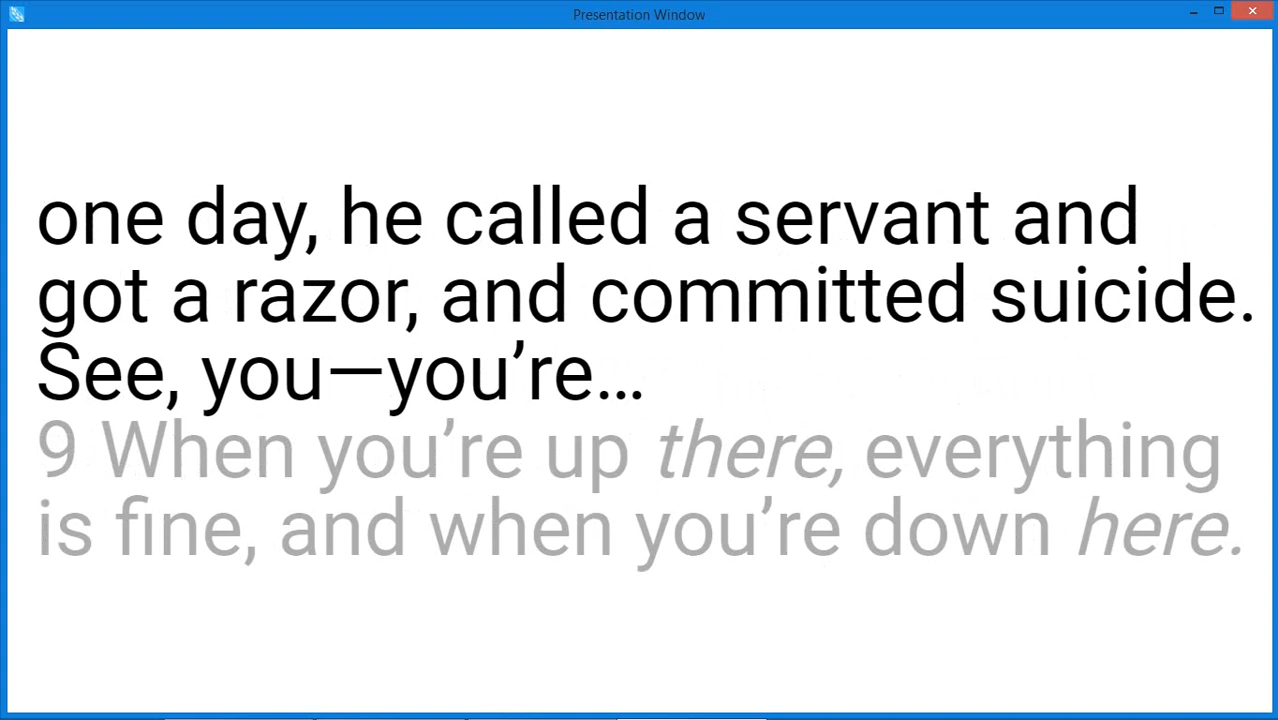 Presentation Window
one day, he called a servant and
got a razor, and committed suicide.
See, you—you’re…
9 When you’re up there, everything
is fine, and when you’re down here.